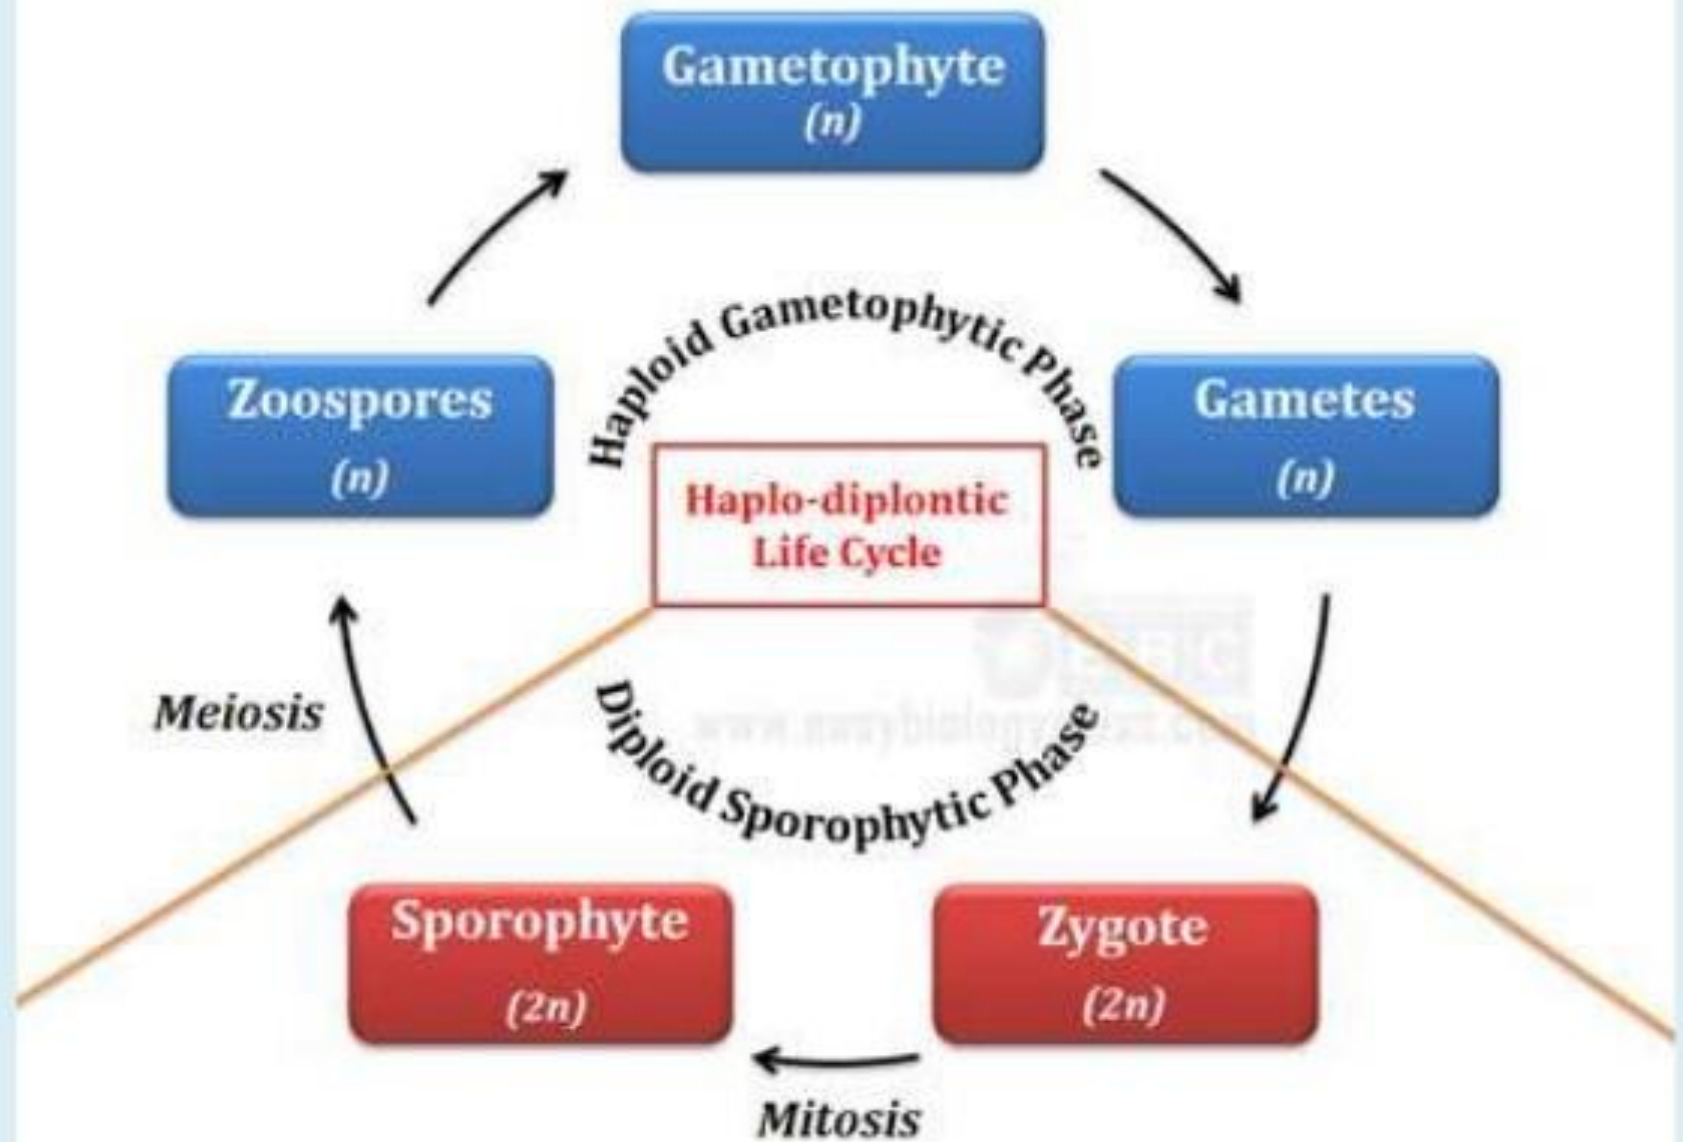 Gametophyte
(n)
Haploid Gametophytic Phase
Zoospores
(n)
Gametes
(n)
Haplo-diplontic
Life Cycle
Meiosis
Diploid Sporophytic Phase
Sporophyte
(2n)
Zygote
(2n)
Mitosis